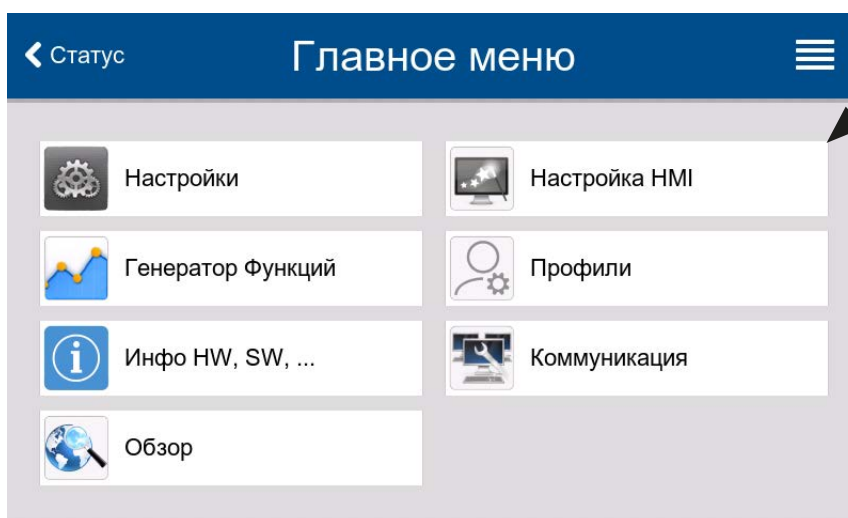 Статус
Главное меню
Настройки
Настройка HMI
Генератор Функций
Профили
Инфо HW, SW, ...
Коммуникация
Обзор